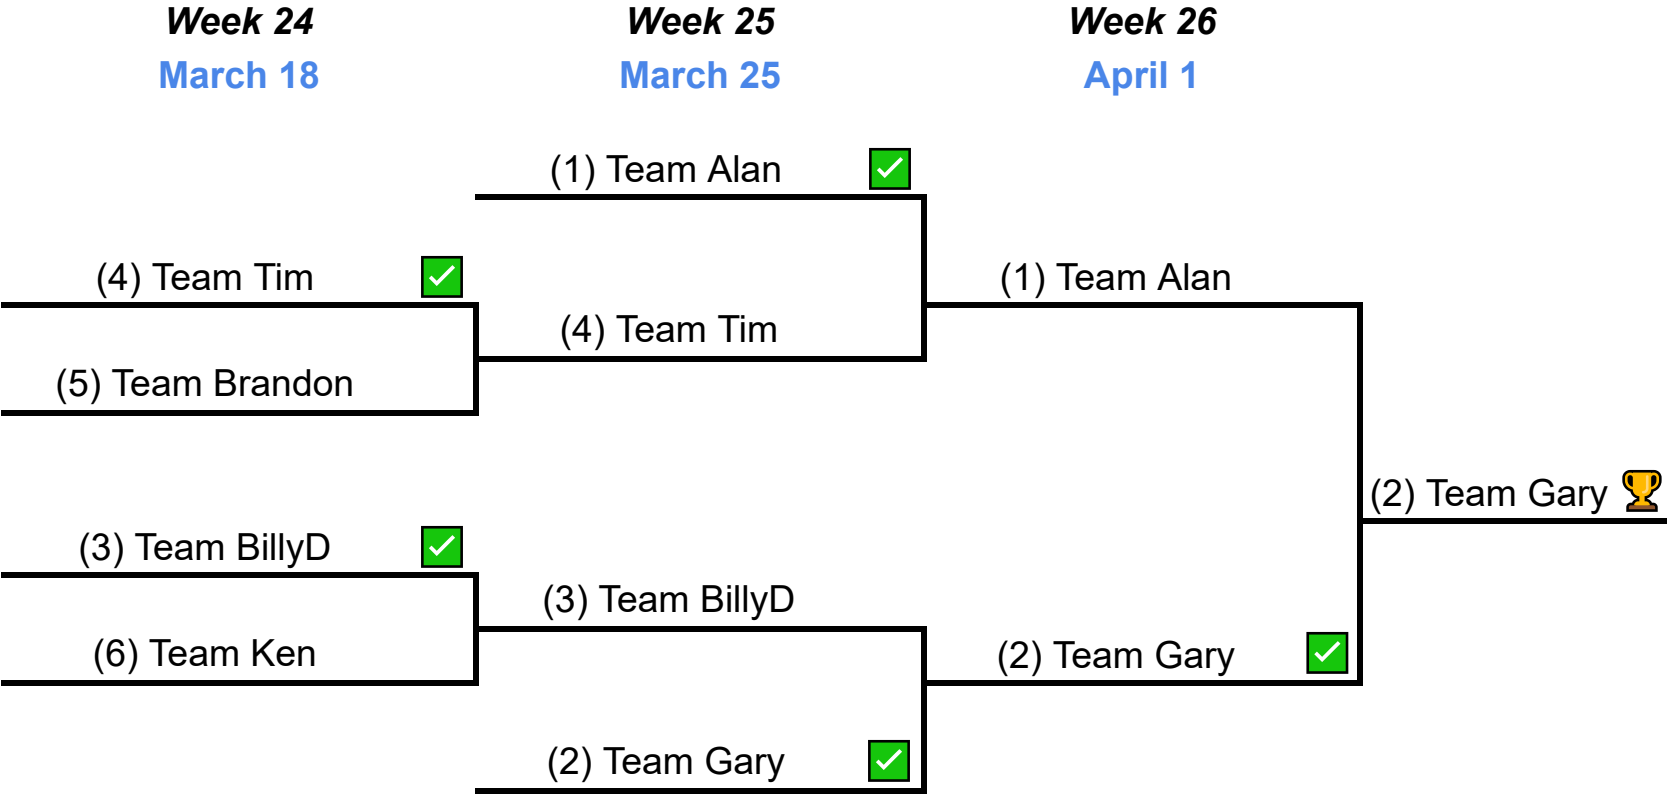 Week 24
Week 25
Week 26
March 18
March 25
April 1
(1) Team Alan
(4) Team Tim
(1) Team Alan
(4) Team Tim
(5) Team Brandon
(2) Team Gary
(3) Team BillyD
(3) Team BillyD
(6) Team Ken
(2) Team Gary
(2) Team Gary